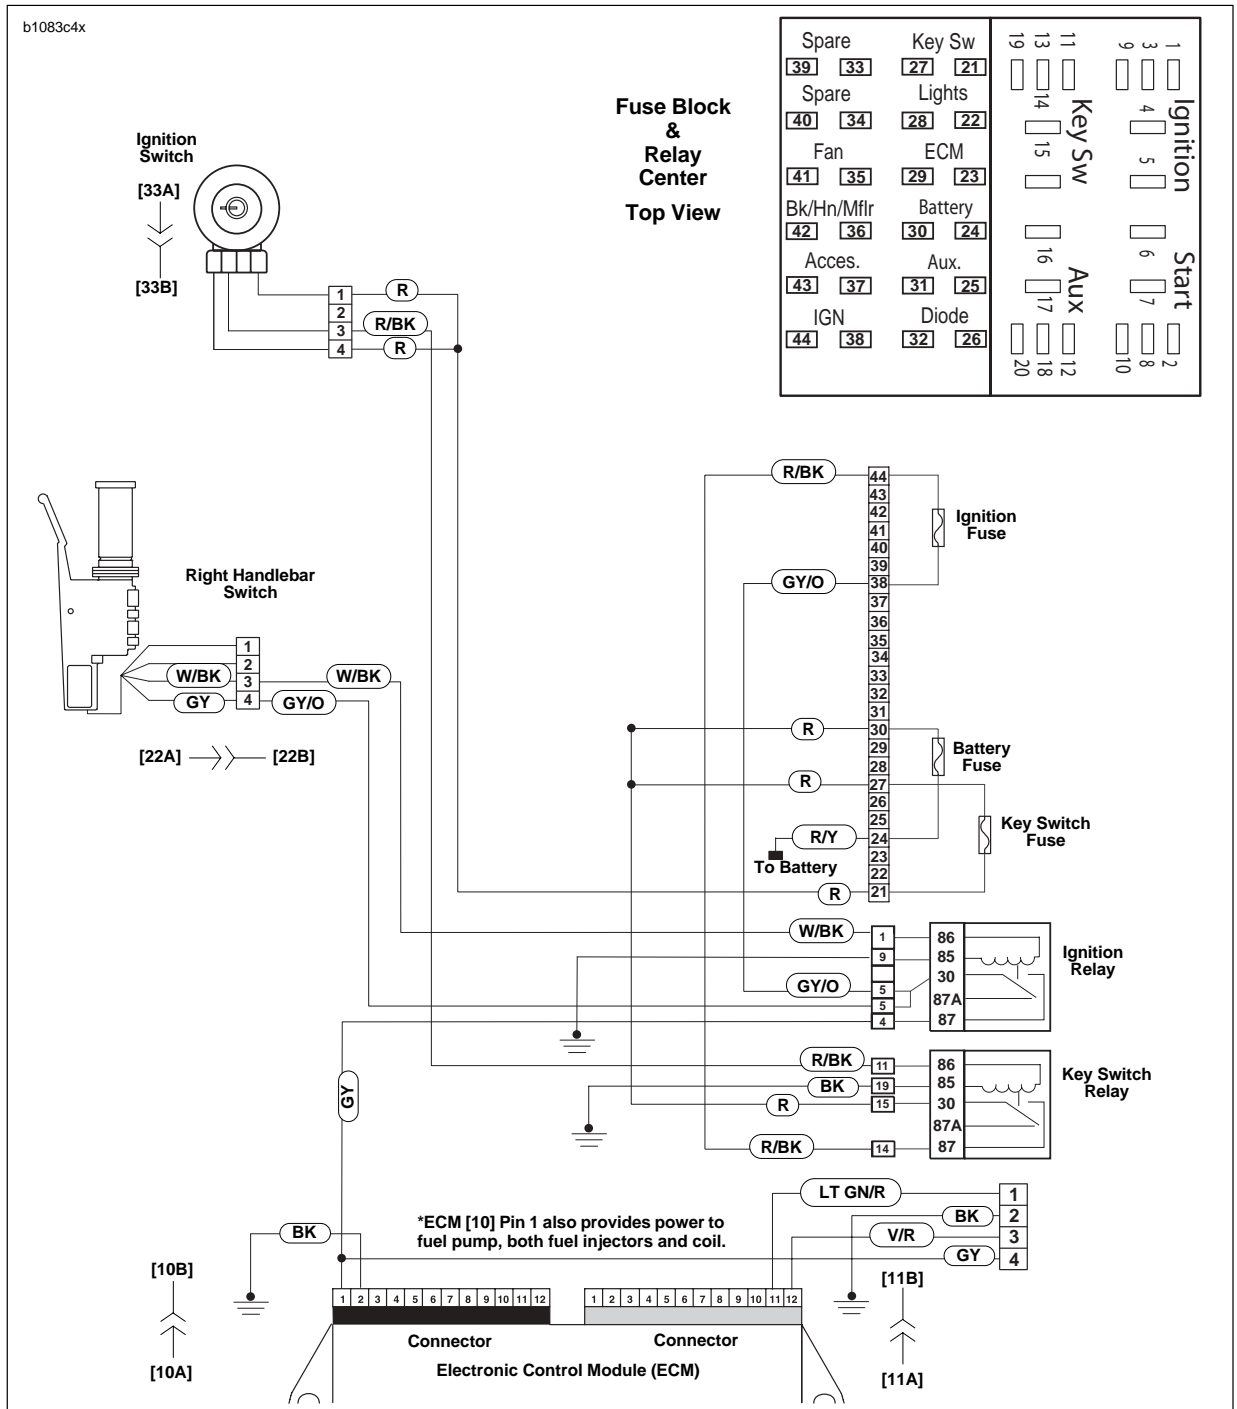 b1083c4x
Fuse Block
&
Relay
Center
Top View
Spare Key Sw
39 33 27 21
Spare Lights
40 34 28 22
Fan ECM
41 35 29 23
Bk/Hn/Mflr Battery
42 36 30 24
Acces. Aux.
43 37 31 25
IGN Diode
44 38 32 26
19 13 11 9 3 1
14 4
Key Sw Ignition
15 5
16 6
Aux Start
17 7
20 18 12 10 8 2
Ignition
Switch
[33A]
[33B]
1 R
2
3 R/BK
4 R
Right Handlebar
Switch
1
2
W/BK 3 W/BK
GY 4 GY/O
[22A] [22B]
R/BK 44
43
42
41
40
39
GY/O 38
37
36
35
34
33
32
31
R 30
29
28
R 27
26
25
R/Y 24
23
22
R 21
Ignition
Fuse
Battery
Fuse
Key Switch
Fuse
To Battery
W/BK 1 86
9 85
30
GY/O 5
5 87A
4 87
Ignition
Relay
R/BK 11 86
BK 19 85
R 15 30
87A
R/BK 14 87
Key Switch
Relay
GY
LT GN/R 1
BK 2
V/R 3
GY 4
*ECM [10] Pin 1 also provides power to
fuel pump, both fuel injectors and coil.
BK
[10B]
[10A]
[11B]
[11A]
1 2 3 4 5 6 7 8 9 10 11 12
1 2 3 4 5 6 7 8 9 10 11 12
Connector Connector
Electronic Control Module (ECM)